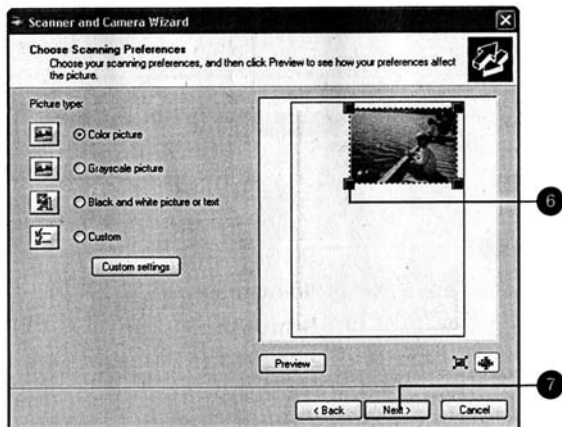 Scanner and Camera Wizard
Choose Scanning Preferences
Choose your scanning preferences, and then click Preview to see how your preferences affect
the picture.
Picture type:
Color picture
Grayscale picture
Black and white picture or text
Custom
Custom settings
6
Preview
7
< Back
Next >
Cancel